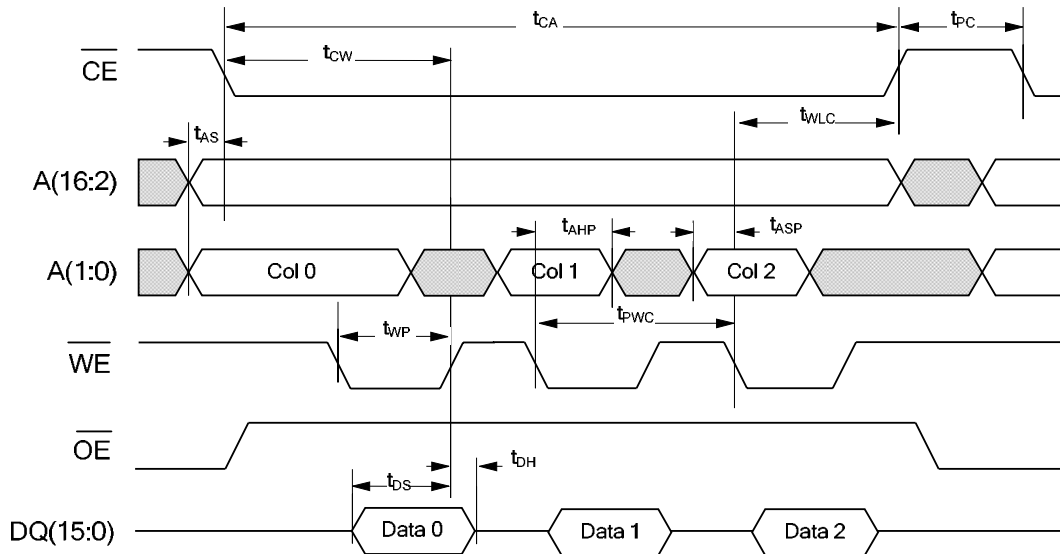 tCA
tPC
CE
tCW
tWLC
tAS
A(16:2)
tAHP
tASP
A(1:0)
Col 0
Col 1
Col 2
tWP
tPWC
WE
OE
tDS
tDH
DQ(15:0)
Data 0
Data 1
Data 2